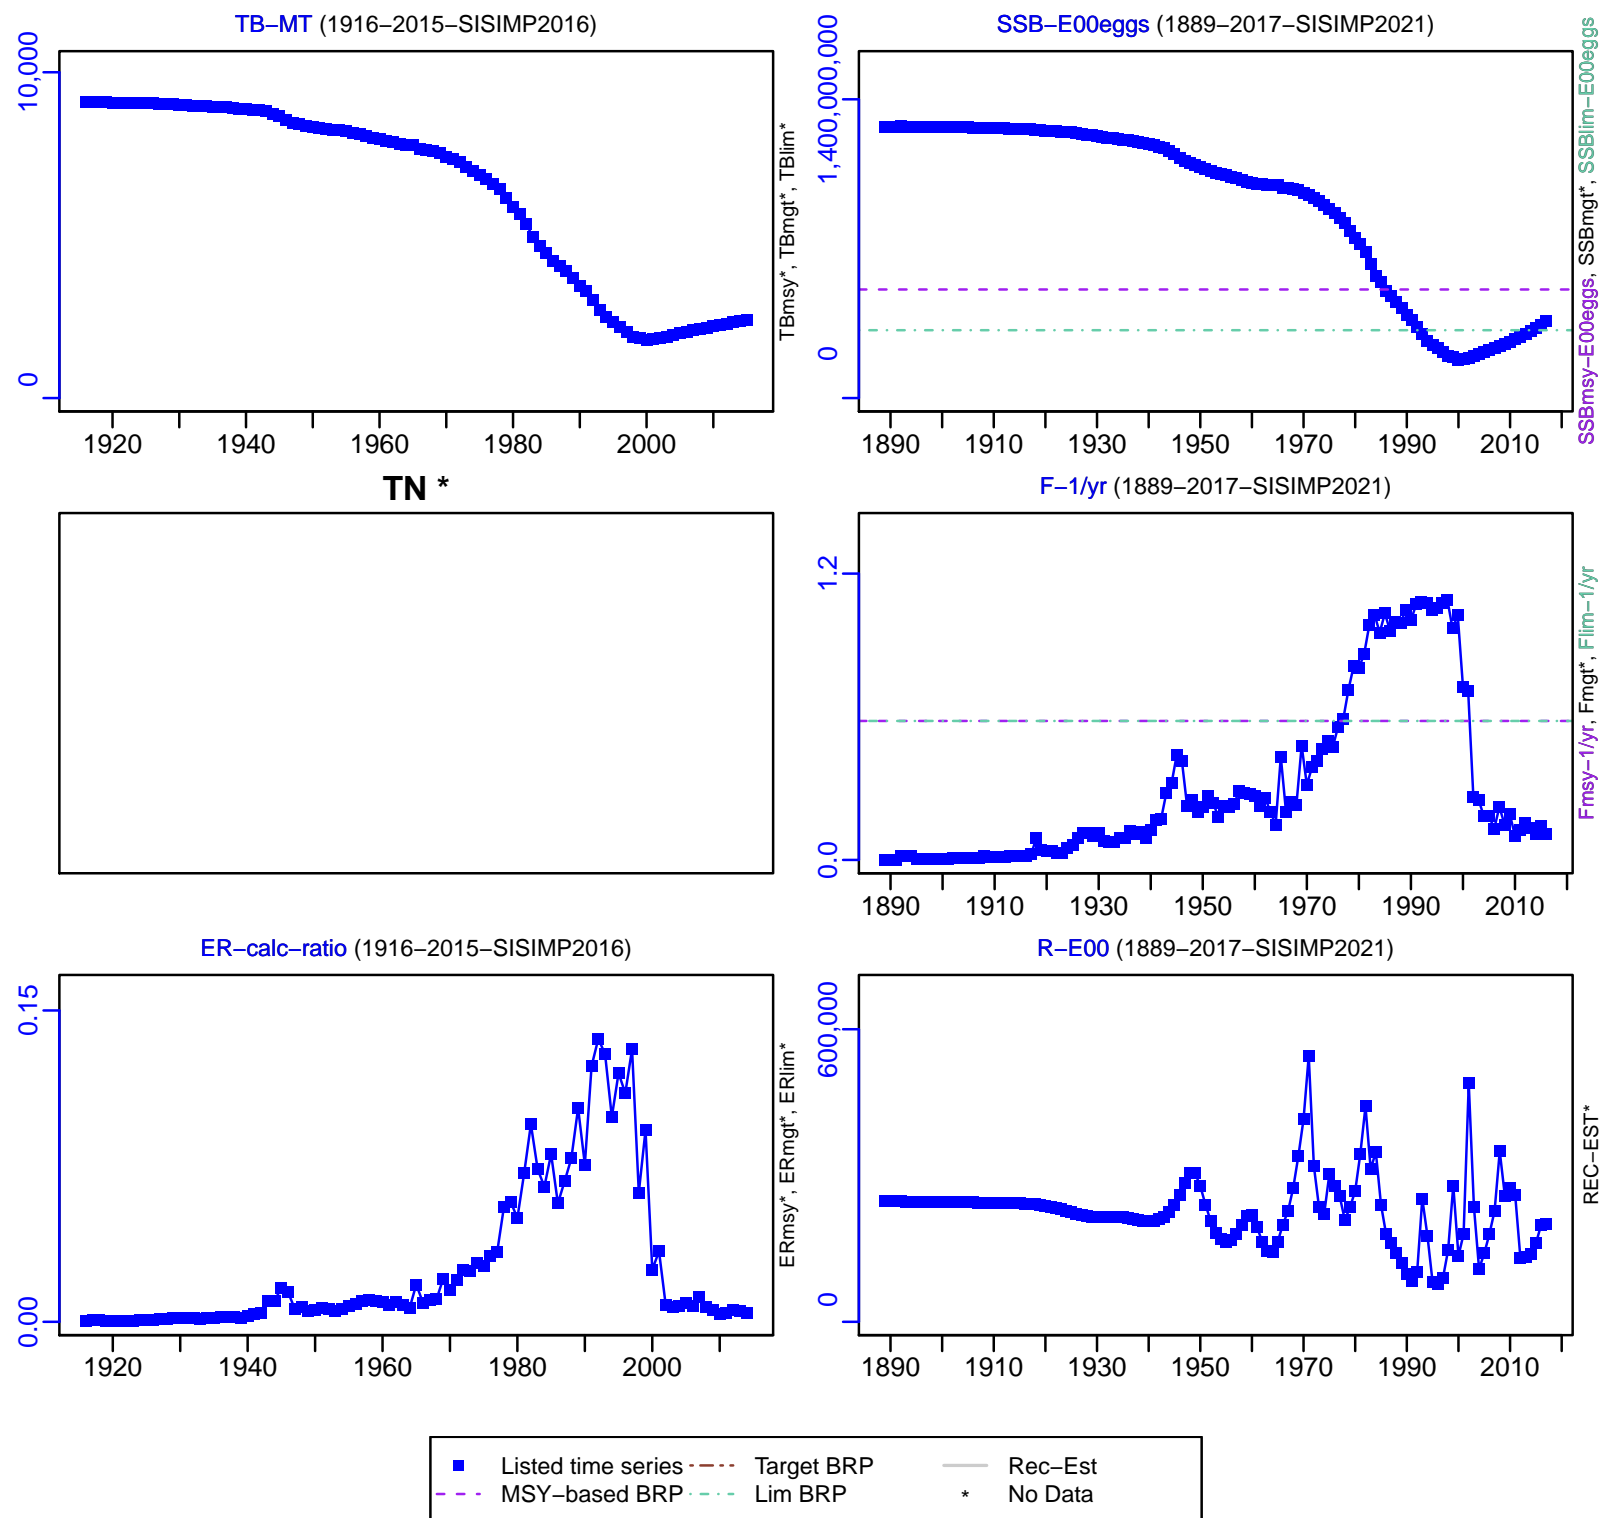 TB−MT (1916−2015−SISIMP2016)
10,000
0
1920 1940 1960 1980 2000
TBmsy*, TBmgt*, TBlim*
SSB−E00eggs (1889−2017−SISIMP2021)
1,400,000,000
0
1890 1910 1930 1950 1970 1990 2010
SSBmsy−E00eggs, SSBmgt*, SSBlim−E00eggs
TN *
F−1/yr (1889−2017−SISIMP2021)
1.2
0.0
1890 1910 1930 1950 1970 1990 2010
Fmsy−1/yr, Fmgt*, Flim−1/yr
ER−calc−ratio (1916−2015−SISIMP2016)
0.15
0.00
1920 1940 1960 1980 2000
ERmsy*, ERmgt*, ERlim*
R−E00 (1889−2017−SISIMP2021)
600,000
0
1890 1910 1930 1950 1970 1990 2010
REC−EST*
Listed time series Target BRP Rec−Est
MSY−based BRP Lim BRP * No Data